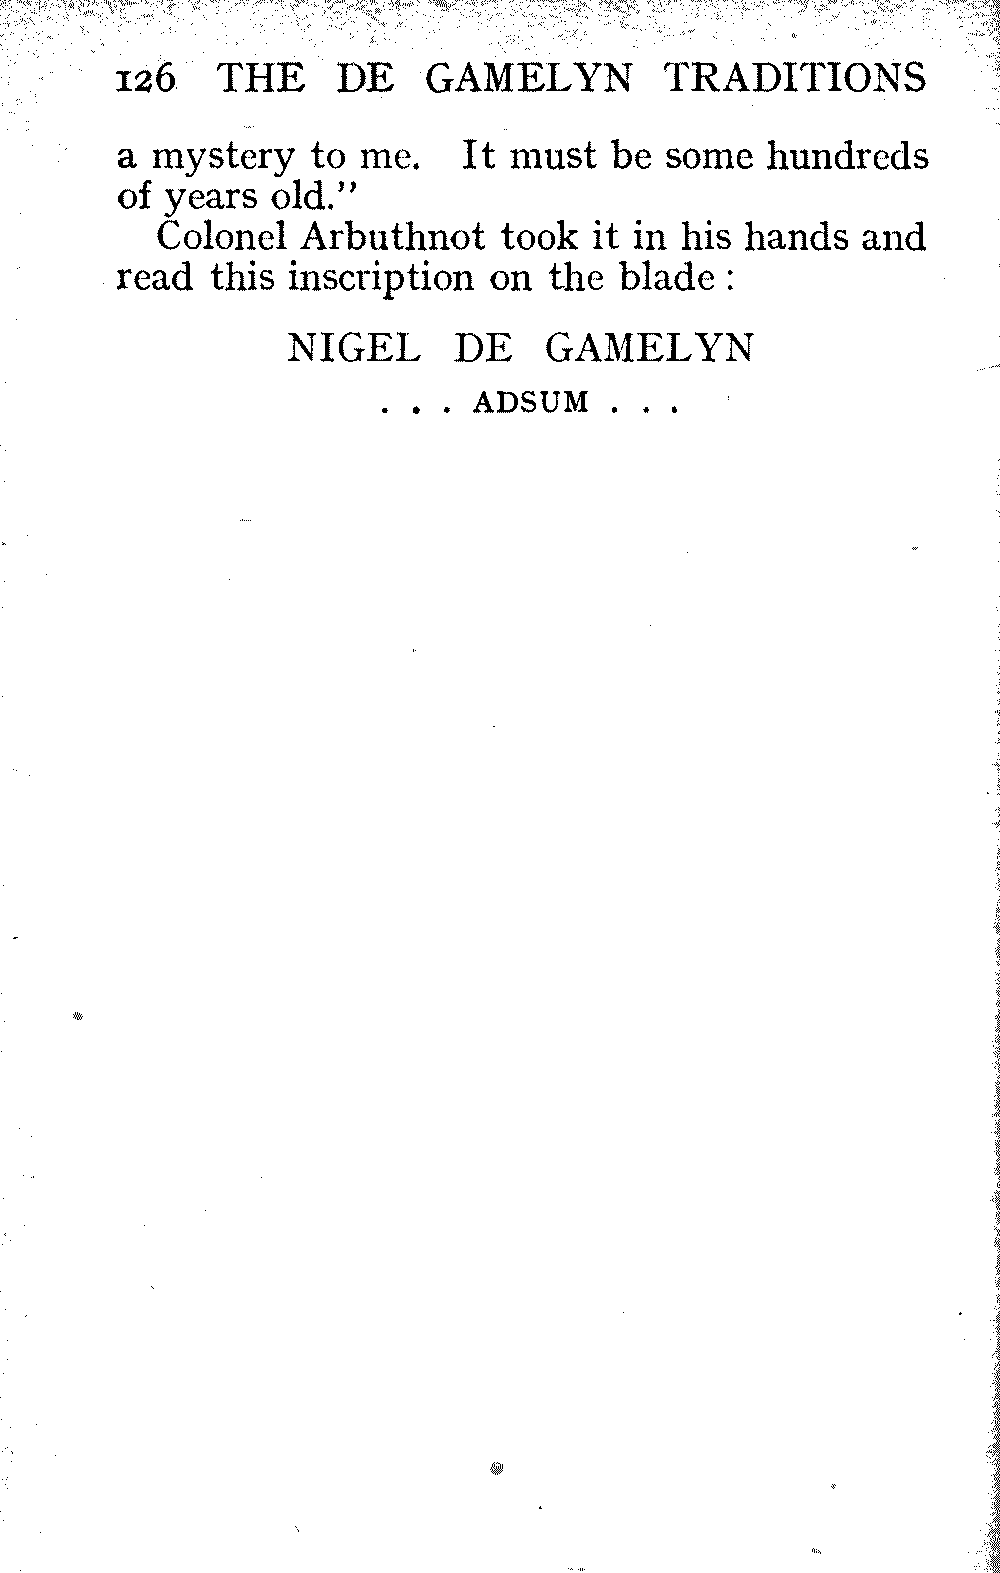 126 THE DE GAMELYN TRADITIONS
a mystery to me. It must be some hundreds
of years old.”
Colonel Arbuthnot took it in his hands and
read this inscription on the blade :
NIGEL DE GAMELYN
. . . ADSUM . . .